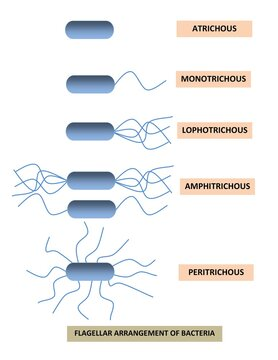 ATRICHOUS
MONOTRICHOUS
LOPHOTRICHOUS
AMPHITRICHOUS
PERITRICHOUS
FLAGELLAR ARRANGEMENT OF BACTERIA